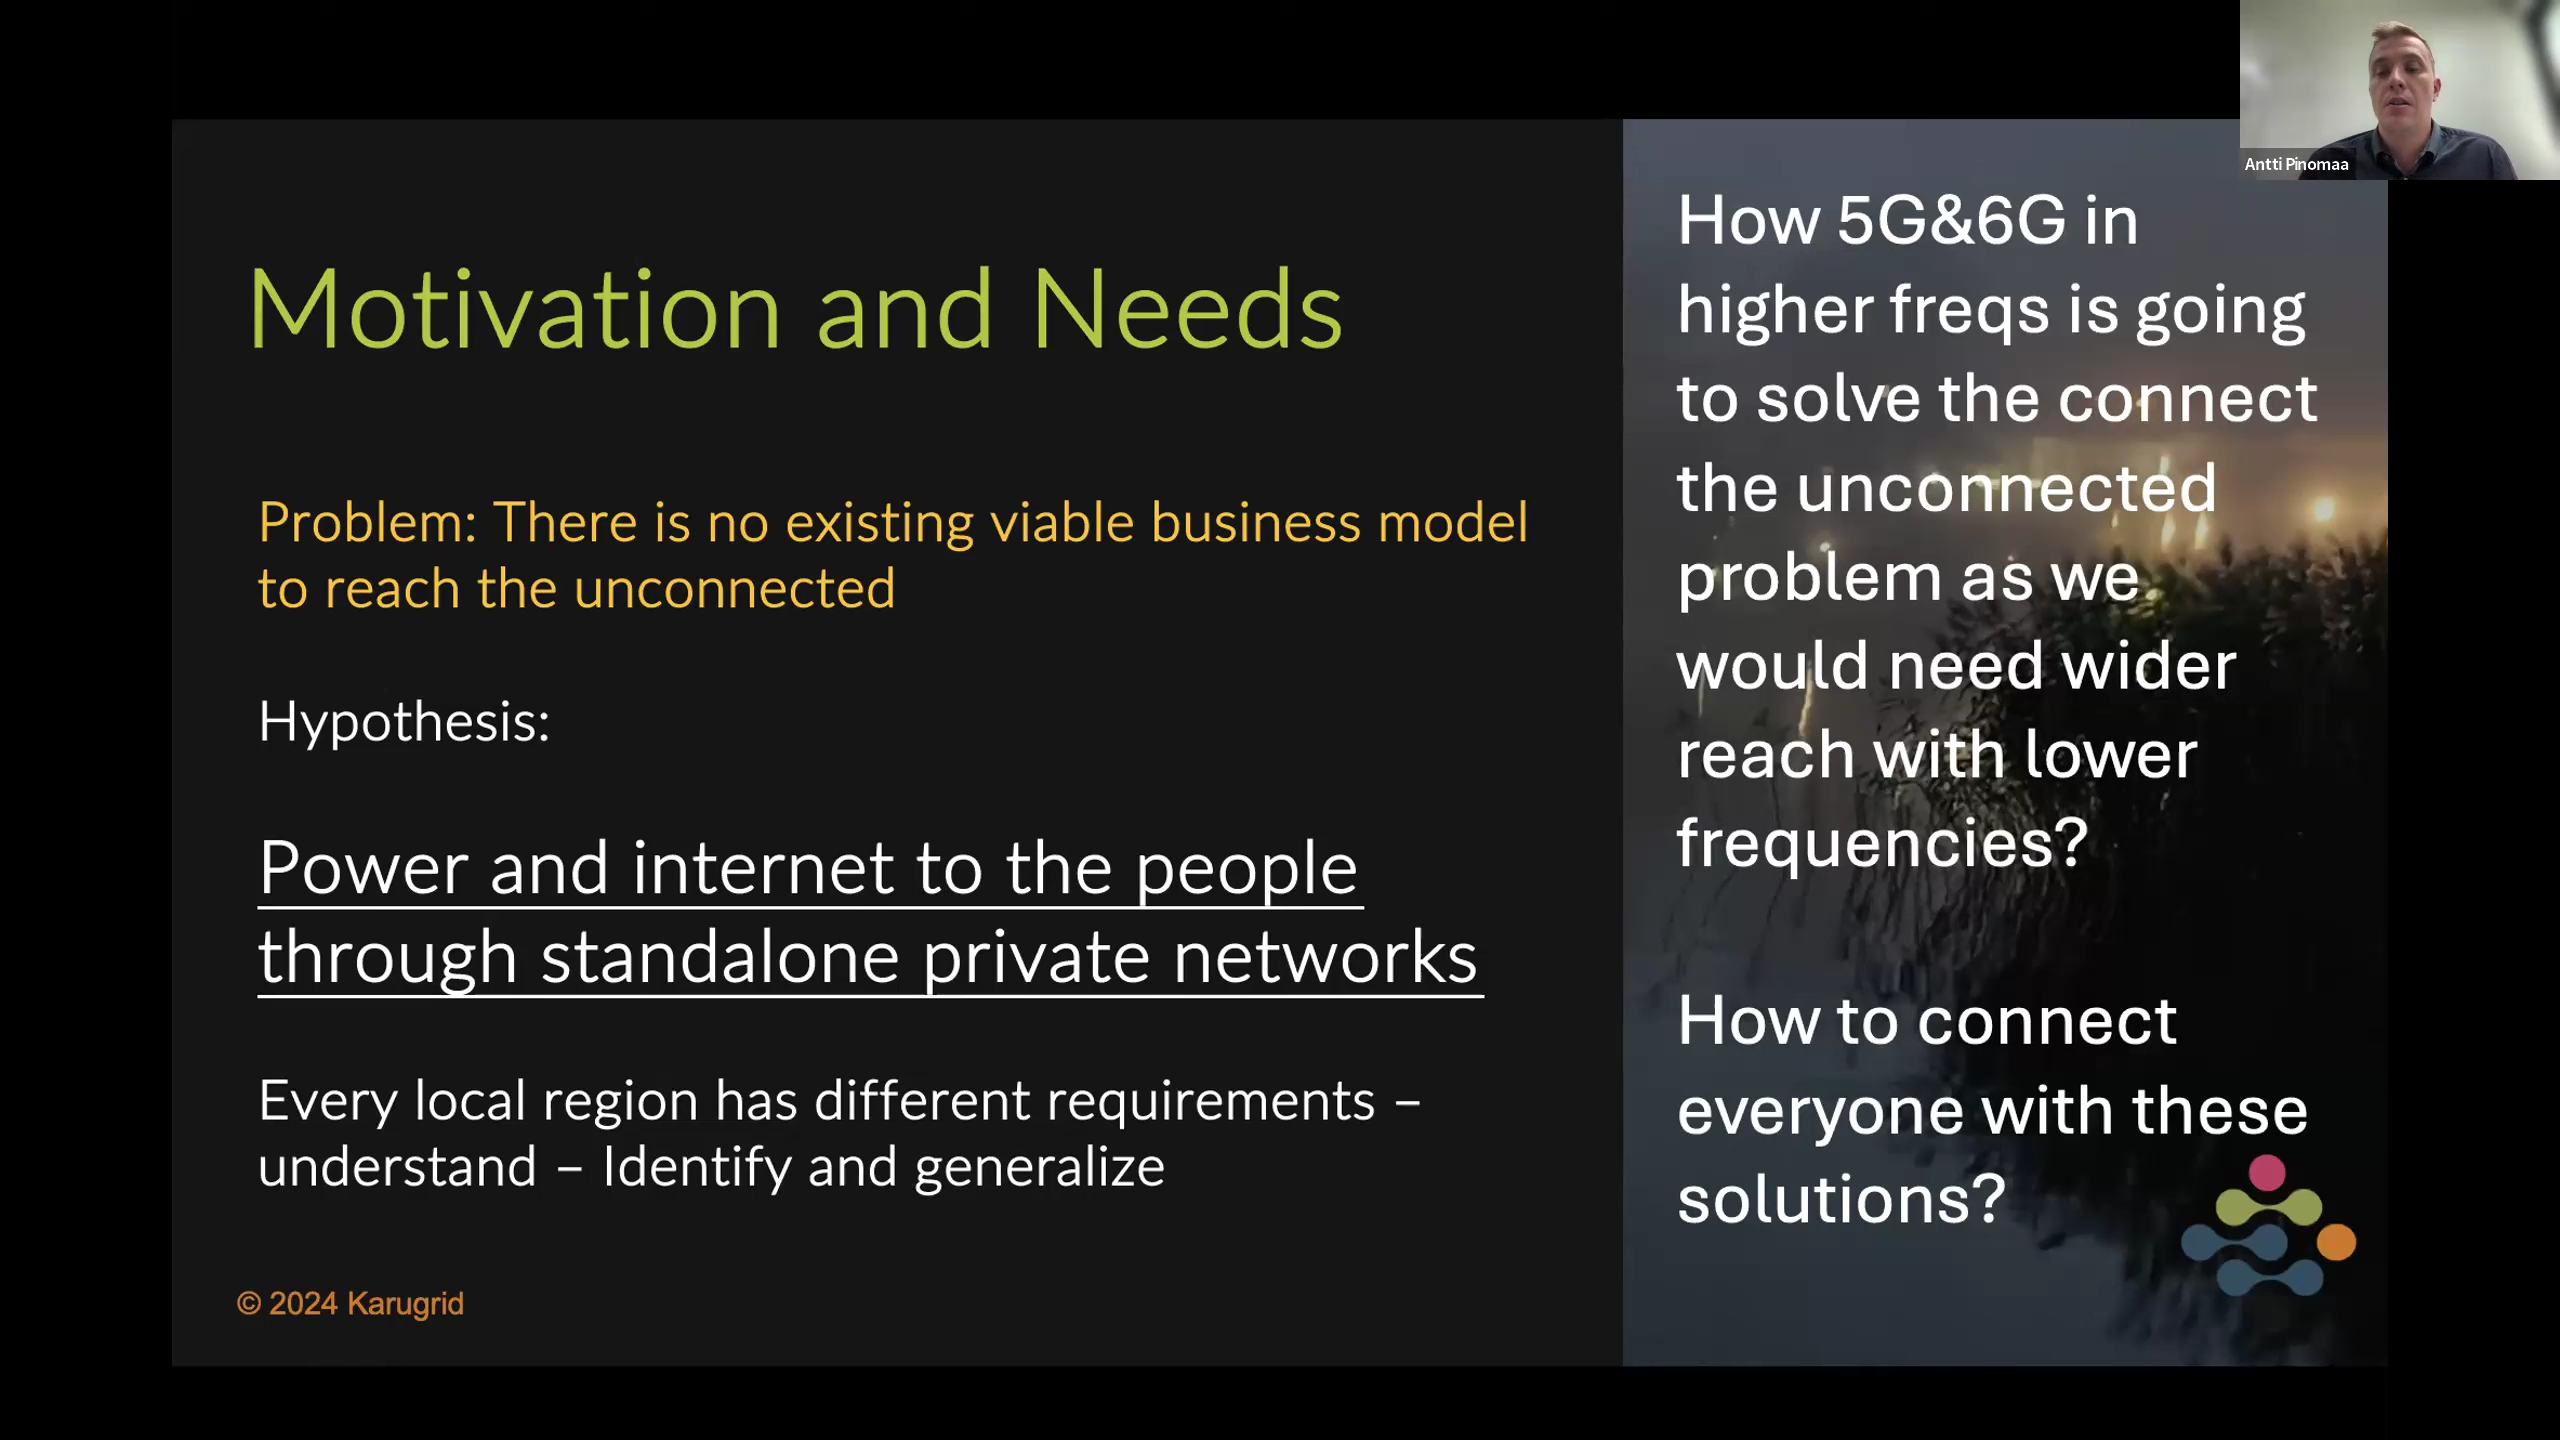 Motivation and Needs
Problem: There is no existing viable business model
to reach the unconnected
Hypothesis:
Power and internet to the people
through standalone private networks
Every local region has different requirements –
understand – Identify and generalize
© 2024 Karugrid
How 5G&6G in
higher freqs is going
to solve the connect
the unconnected
problem as we
would need wider
reach with lower
frequencies?
How to connect
everyone with these
solutions?
Antti Pinomaa